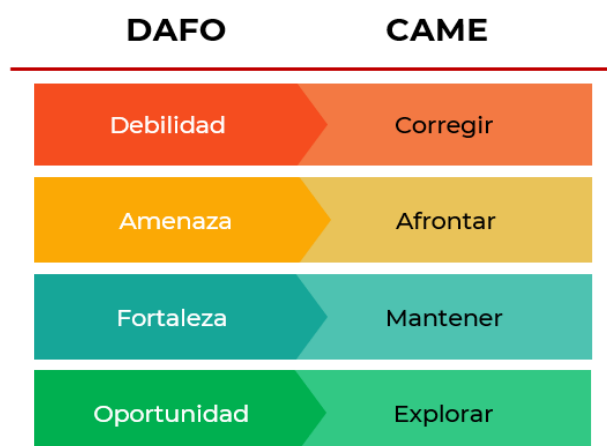 DAFO CAME
Debilidad Corregir
Amenaza Afrontar
Fortaleza Mantener
Oportunidad Explorar